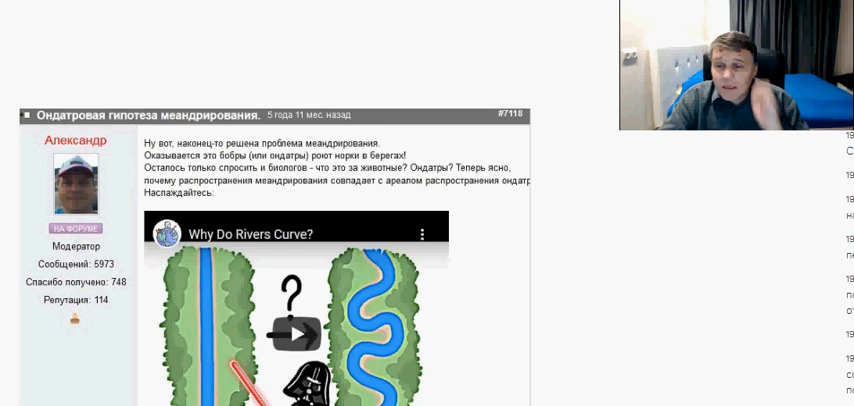 Ондатровая гипотеза меандрирования. 5 года 11 мес. назад #7118
Александр
НА ФОРУМЕ
Модератор
Сообщений: 5973
Спасибо получено: 748
Репутация: 114
Ну вот, наконец-то решена проблема меандрирования.
Оказывается это бобры (или ондатры) роют норки в берегах!
Осталось только спросить и биологов - что это за животные? Ондатры? Теперь ясно,
почему распространения меандрирования совпадает с ареалом распространения ондатр
Наслаждайтесь:
Why Do Rivers Curve?
?